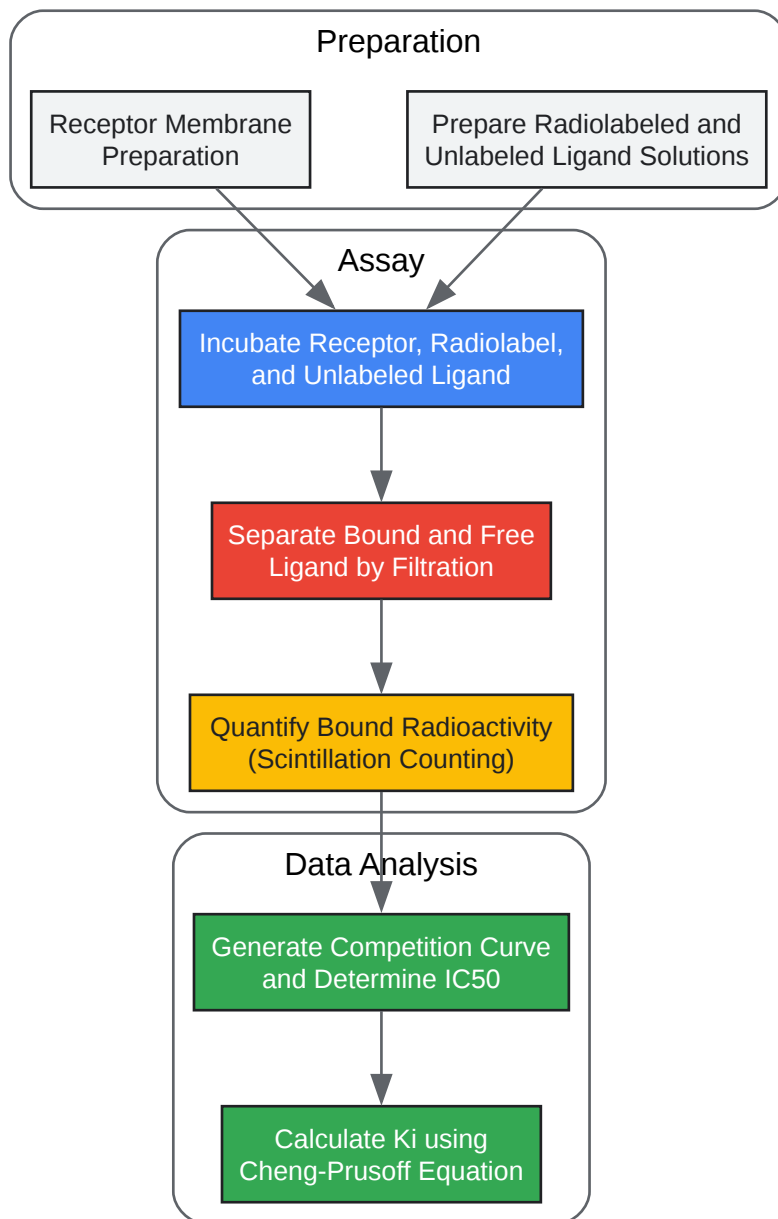 Preparation
Receptor Membrane
Preparation
Prepare Radiolabeled and
Unlabeled Ligand Solutions
Assay
Incubate Receptor, Radiolabel,
and Unlabeled Ligand
Separate Bound and Free
Ligand by Filtration
Quantify Bound Radioactivity
(Scintillation Counting)
Data Analysis
Generate Competition Curve
and Determine IC50
Calculate Ki using
Cheng-Prusoff Equation